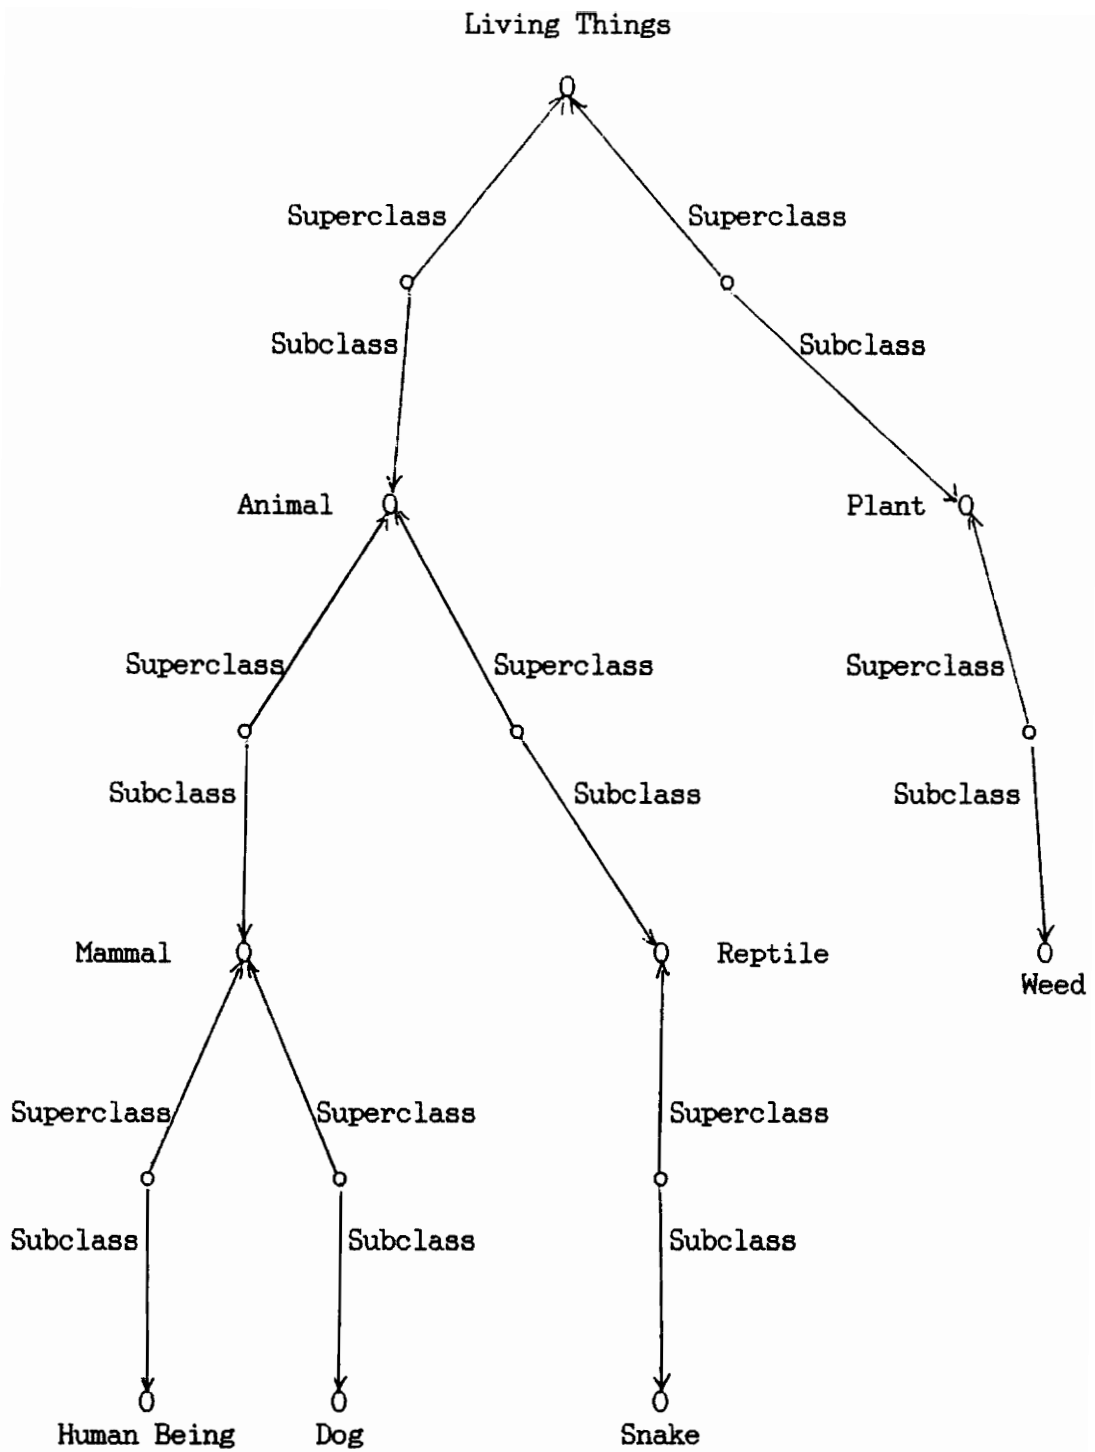 Living Things
Superclass Superclass
Subclass Subclass
Animal Plant
Superclass Superclass Superclass
Subclass Subclass Subclass
Mammal Reptile
Weed
Superclass Superclass Superclass
Subclass Subclass Subclass
Human Being Dog Snake